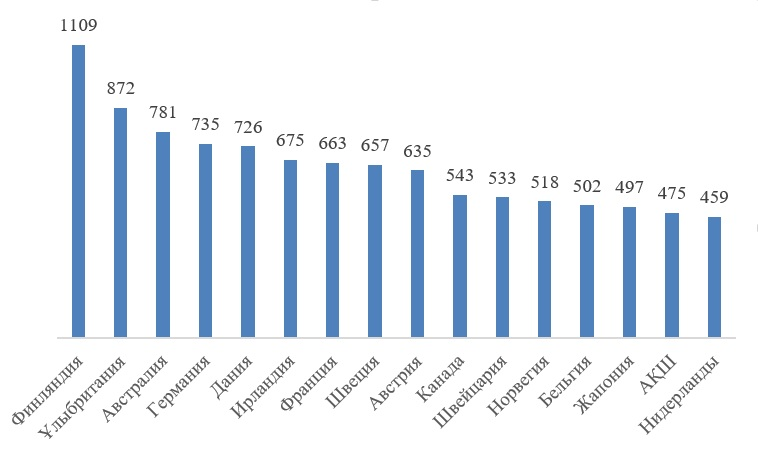 1109
872
781
735
726
675
663
657
635
543
533
518
502
497
475
459
Финляндия
Ұлыбритания
Австралия
Германия
Дания
Ирландия
Франция
Швеция
Австрия
Канада
Швейцария
Норвегия
Бельгия
Жапония
АҚШ
Нидерланды